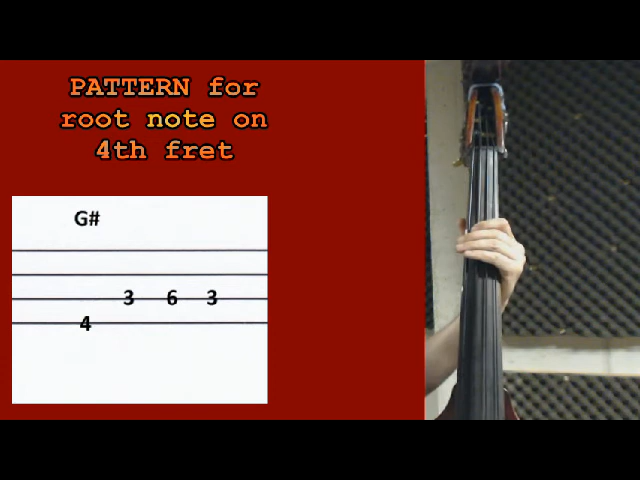 PATTERN for
root note on
4th fret
G#
3 6 3
4